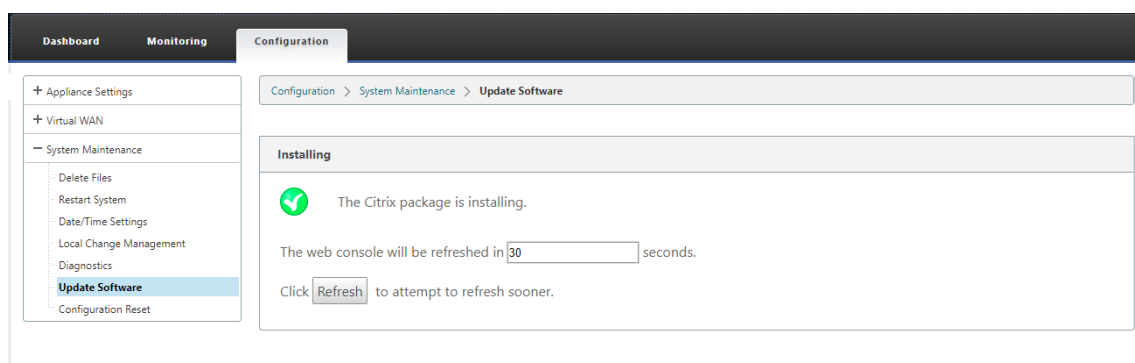 Dashboard Monitoring Configuration
+ Appliance Settings
+ Virtual WAN
− System Maintenance
Delete Files
Restart System
Date/Time Settings
Local Change Management
Diagnostics
Update Software
Configuration Reset
Configuration > System Maintenance > Update Software
Installing
The Citrix package is installing.
The web console will be refreshed in 30 seconds.
Click Refresh to attempt to refresh sooner.